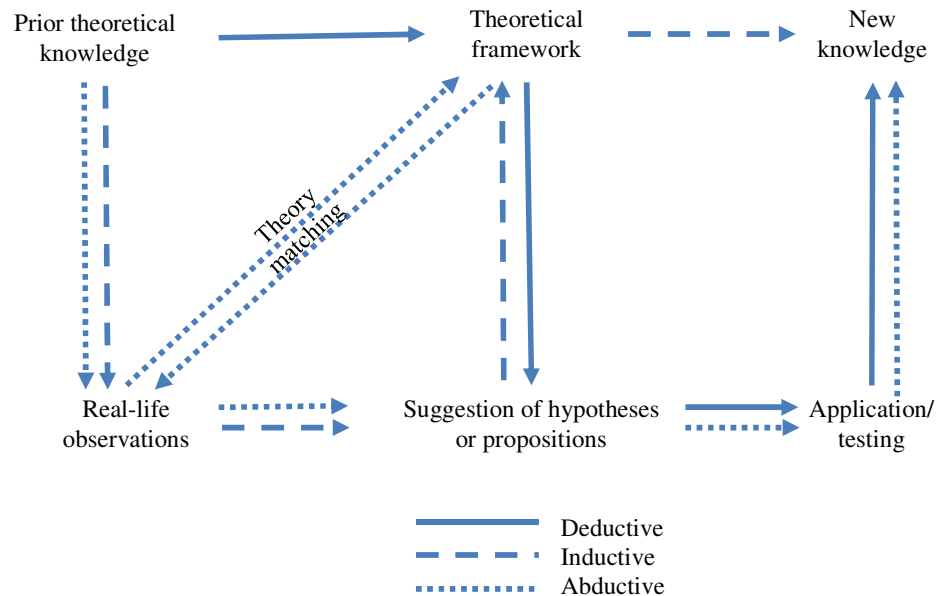 Prior theoretical
knowledge
Theoretical
framework
New
knowledge
Theory
matching
Real-life
observations
Suggestion of hypotheses
or propositions
Application/
testing
Deductive
Inductive
Abductive